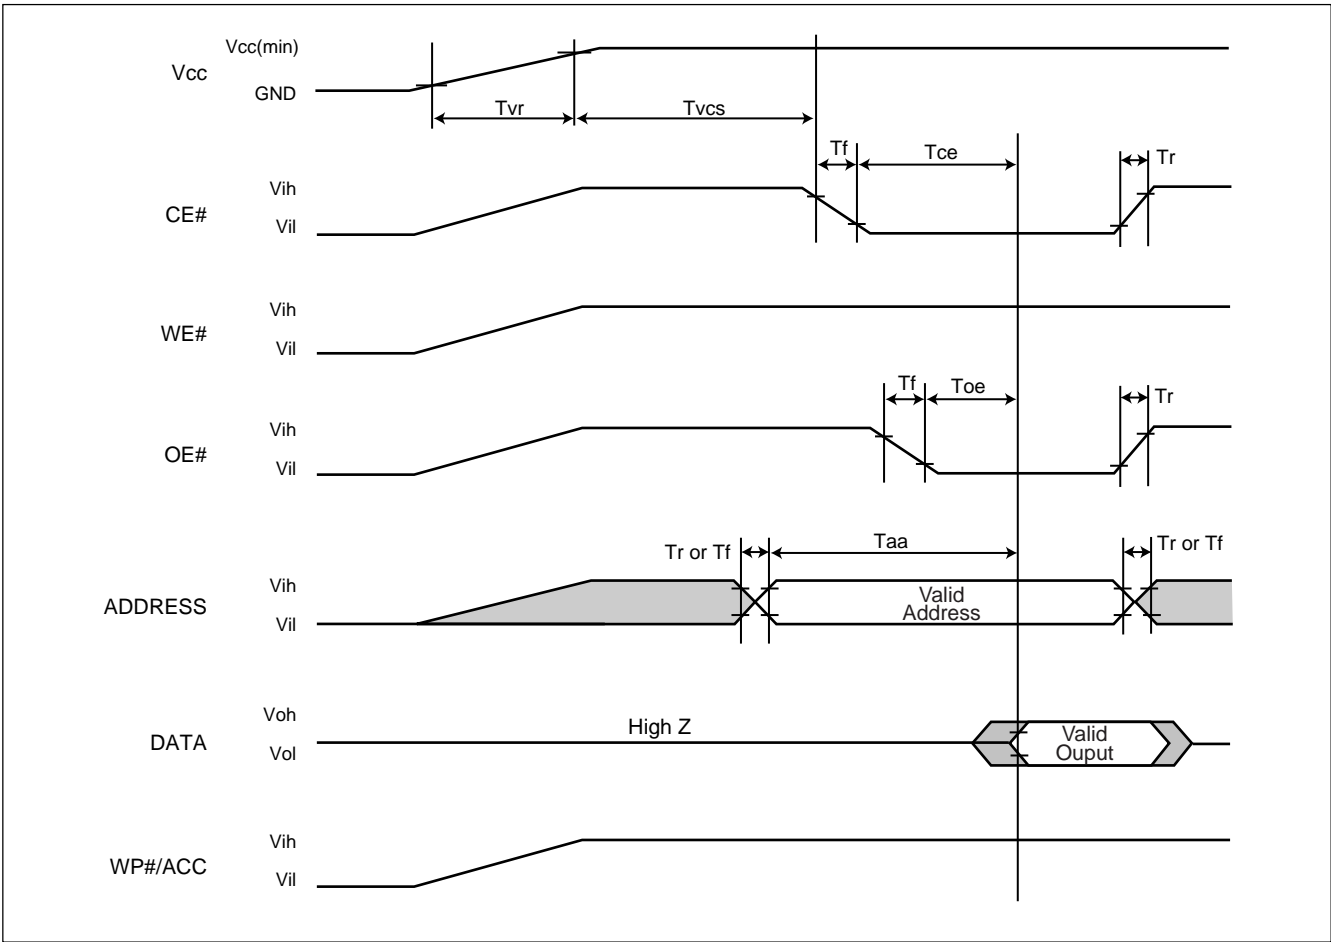 Vcc(min)
Vcc
GND
Tvr
Tvcs
Tf
Tce
Tr
Vih
CE#
Vil
Vih
WE#
Vil
Tf
Toe
Tr
Vih
OE#
Vil
Tr or Tf
Taa
Tr or Tf
Vih
ADDRESS
Vil
Valid
Address
Voh
DATA
Vol
High Z
Valid
Ouput
Vih
WP#/ACC
Vil